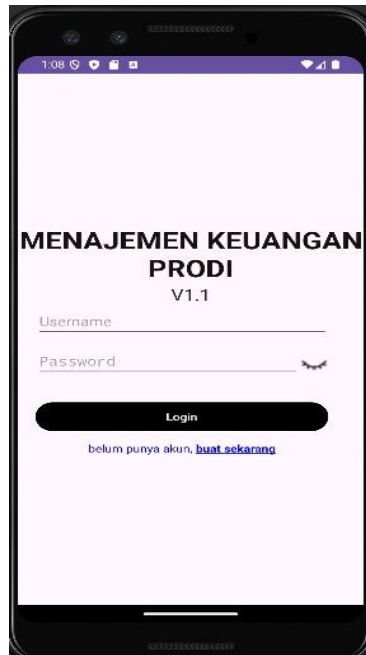 1:08
MENAJEMEN KEUANGAN
PRODI
V1.1
Username
Password
Login
belum punya akun, buat sekarang